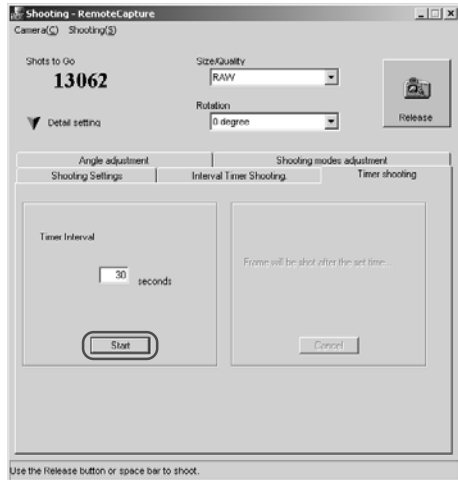 Shooting - RemoteCapture
Camera(C) Shooting(S)
Shots to Go
13062
Size/Quality
RAW
Rotation
0 degree
Detail setting
Release
Angle adjustment
Shooting modes adjustment
Shooting Settings
Interval Timer Shooting.
Timer shooting
Timer Interval
30 seconds
Start
Frame will be shot after the set time...
Cancel
Use the Release button or space bar to shoot.